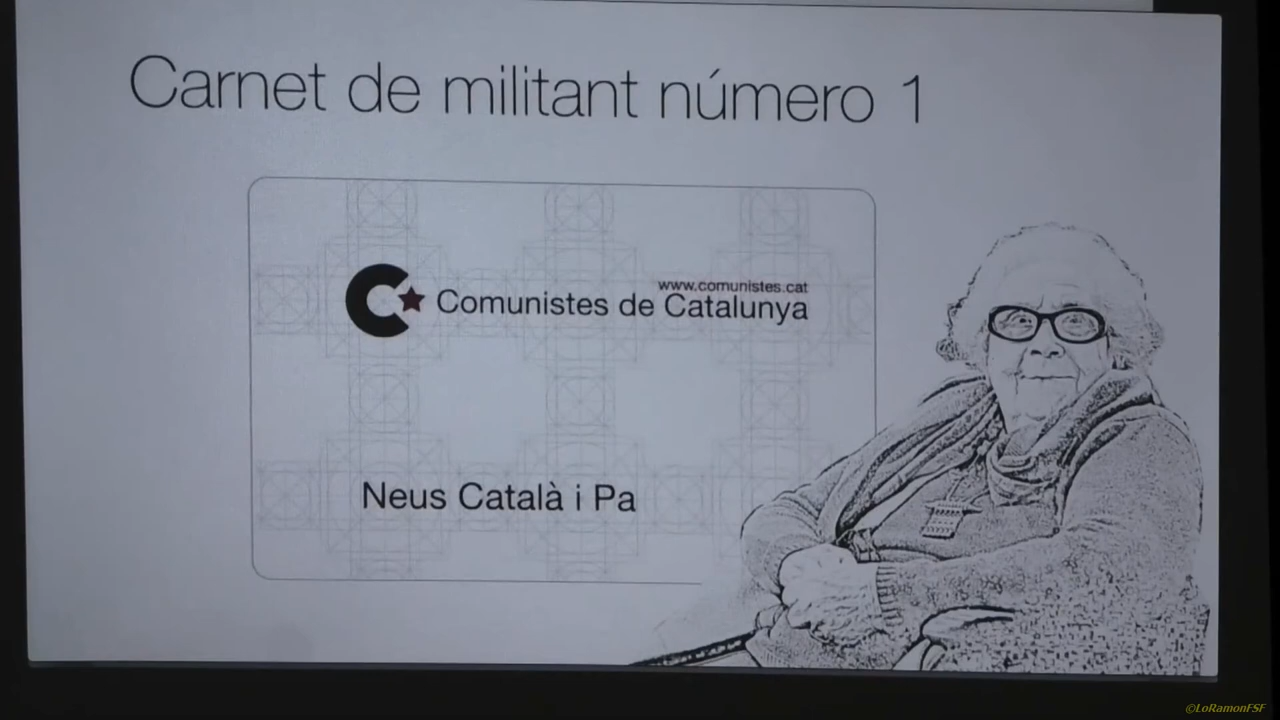 Carnet de militant número 1
www.comunistes.cat
Comunistes de Catalunya
Neus Català i Pa
©LoRamonFSF